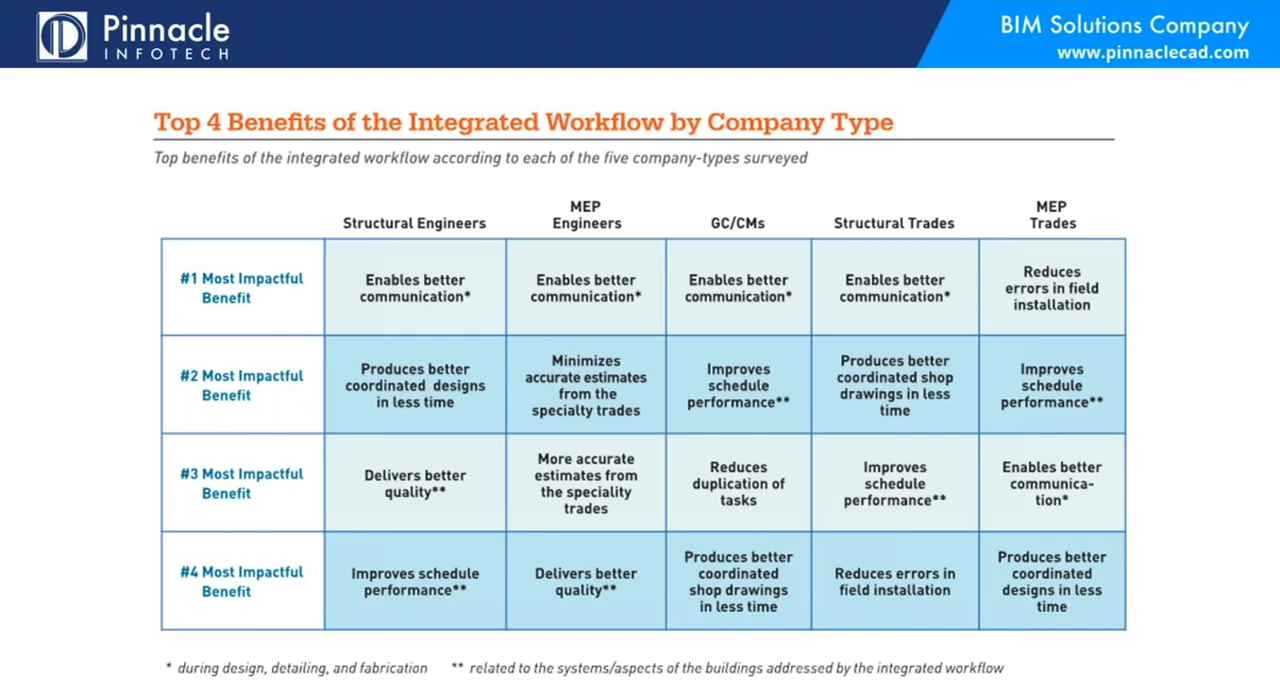 Pinnacle
INFOTECH
BIM Solutions Company
www.pinnaclecad.com
Top 4 Benefits of the Integrated Workflow by Company Type
Top benefits of the integrated workflow according to each of the five company-types surveyed
Structural Engineers
MEP
Engineers
GC/CMs
Structural Trades
MEP
Trades
#1 Most Impactful
Benefit
Enables better
communication*
Enables better
communication*
Enables better
communication*
Enables better
communication*
Reduces
errors in field
installation
#2 Most Impactful
Benefit
Produces better
coordinated designs
in less time
Minimizes
accurate estimates
from the
specialty trades
Improves
schedule
performance**
Produces better
coordinated shop
drawings in less
time
Improves
schedule
performance**
#3 Most Impactful
Benefit
Delivers better
quality**
More accurate
estimates from
the speciality
trades
Reduces
duplication of
tasks
Improves
schedule
performance**
Enables better
communica-
tion*
#4 Most Impactful
Benefit
Improves schedule
performance**
Delivers better
quality**
Produces better
coordinated
shop drawings
in less time
Reduces errors in
field installation
Produces better
coordinated
designs in less
time
* during design, detailing, and fabrication ** related to the systems/aspects of the buildings addressed by the integrated workflow